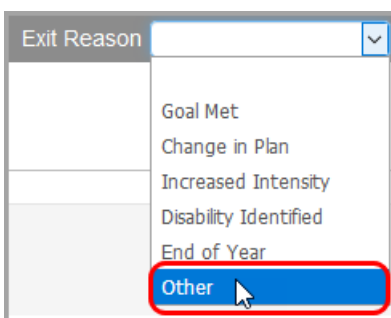 Exit Reason
Goal Met
Change in Plan
Increased Intensity
Disability Identified
End of Year
Other